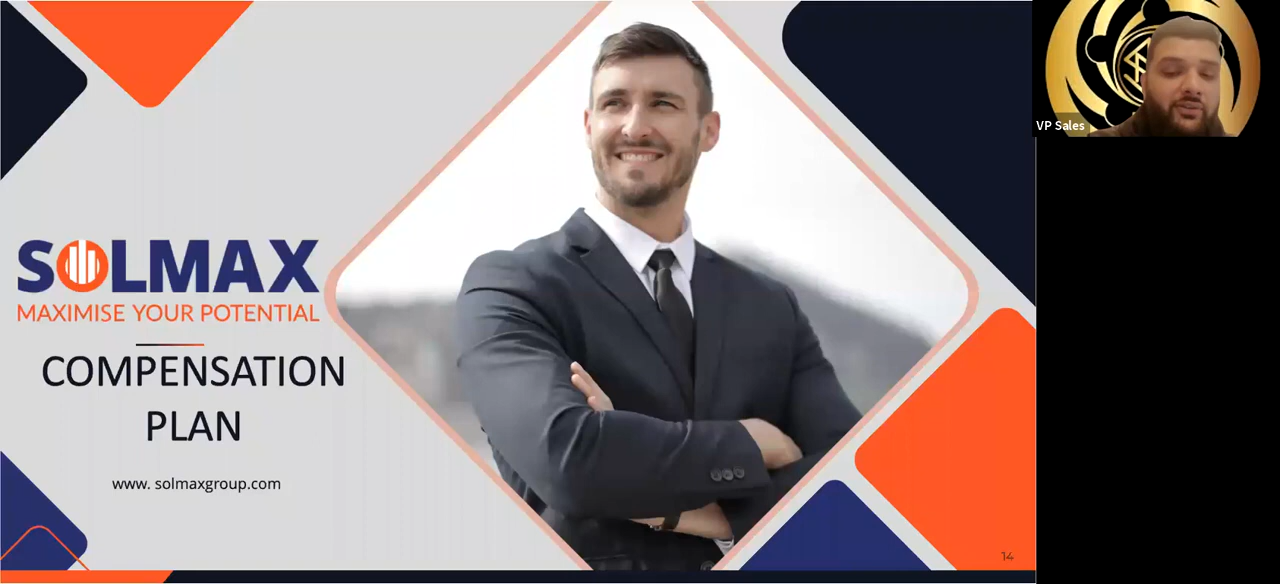 SOLMAX
MAXIMISE YOUR POTENTIAL
COMPENSATION
PLAN
www. solmaxgroup.com
14
VP Sales